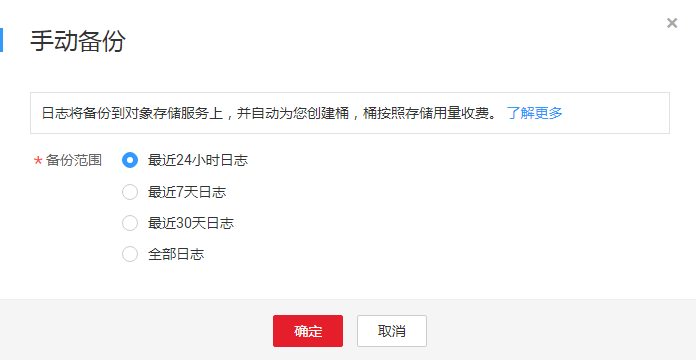 手动备份
日志将备份到对象存储服务上，并自动为您创建桶，桶按照存储用量收费。 了解更多
* 备份范围
最近24小时日志
最近7天日志
最近30天日志
全部日志
确定
取消